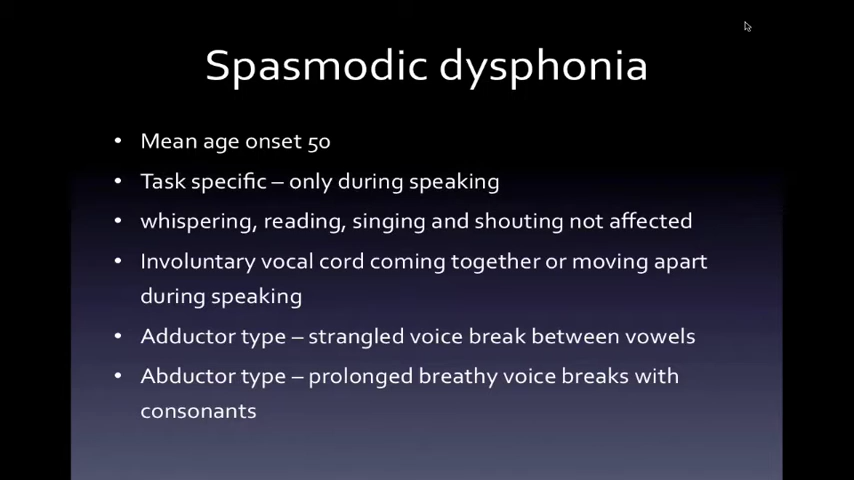 Spasmodic dysphonia
• Mean age onset 50
• Task specific – only during speaking
• whispering, reading, singing and shouting not affected
• Involuntary vocal cord coming together or moving apart
during speaking
• Adductor type – strangled voice break between vowels
• Abductor type – prolonged breathy voice breaks with
consonants